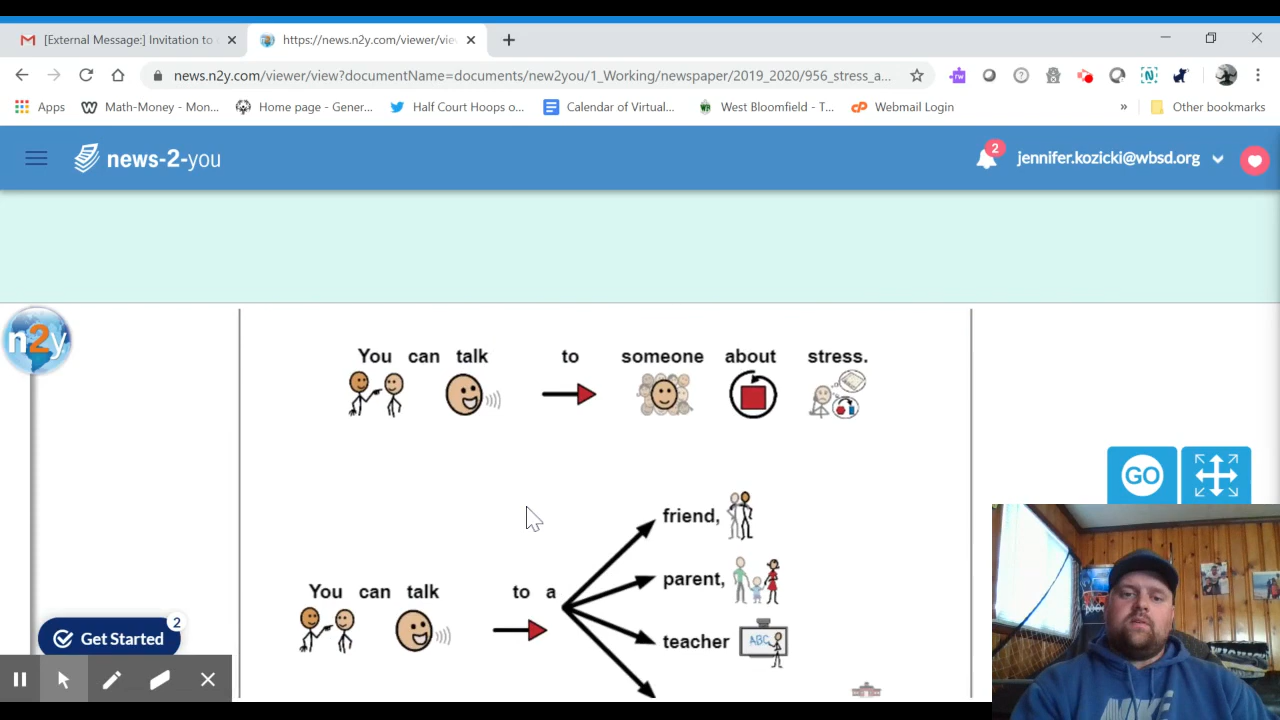 [External Message:] Invitation to
https://news.n2y.com/viewer/vie
news.n2y.com/viewer/view?documentName=documents/new2you/1_Working/newspaper/2019_2020/956_stress_a...
Apps
Math-Money - Mon...
Home page - Gener...
Half Court Hoops o...
Calendar of Virtual...
West Bloomfield - T...
Webmail Login
»
Other bookmarks
news-2-you
2
jennifer.kozicki@wbsd.org
n2y
You can talk to someone about stress.
GO
friend,
parent,
You can talk to a
teacher
ABC
Get Started
2
NIKE